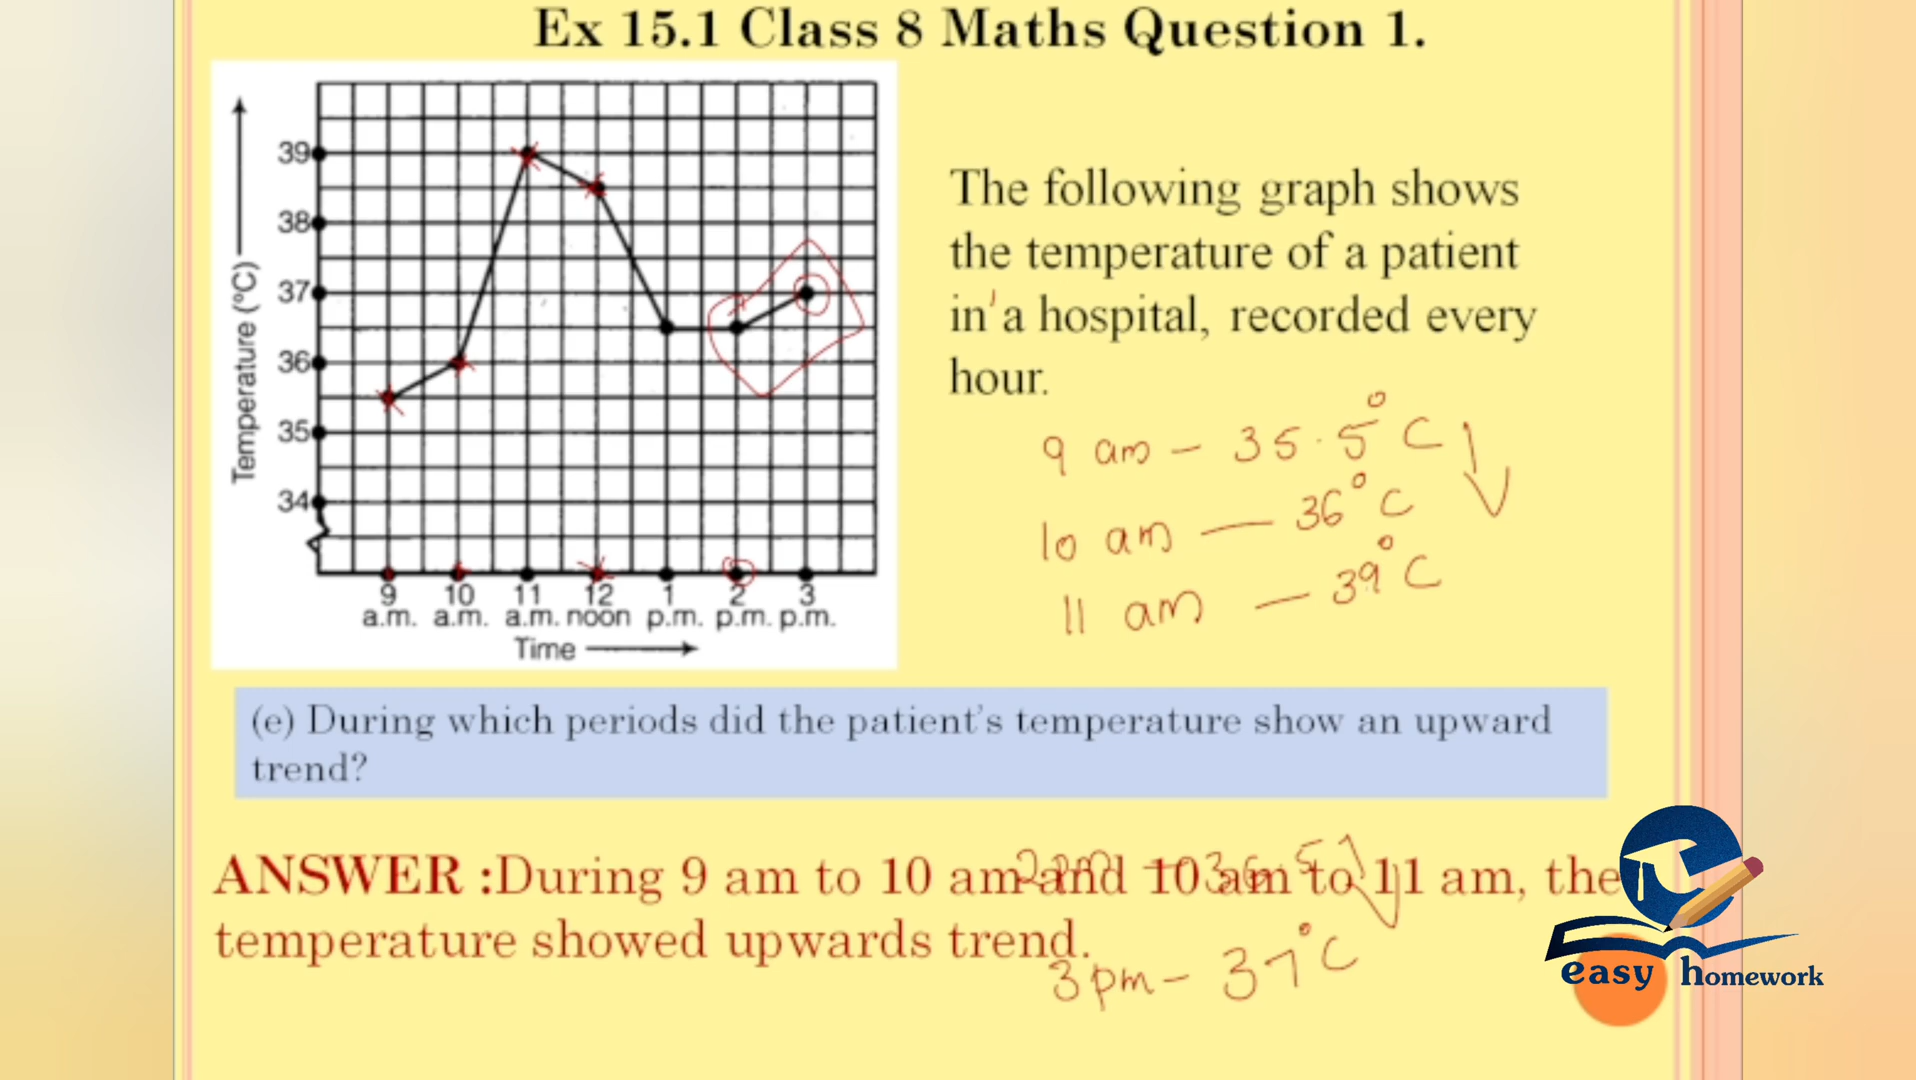 Ex 15.1 Class 8 Maths Question 1.
Temperature (°C)
39
38
37
36
35
34
9 10 11 12 1 2 3
a.m. a.m. a.m. noon p.m. p.m. p.m.
Time
The following graph shows
the temperature of a patient
in a hospital, recorded every
hour.
9 am - 35.5°C
10 am — 36°C
11 am — 39°C
(e) During which periods did the patient's temperature show an upward
trend?
ANSWER :During 9 am to 10 am and 10 am to 11 am, the
temperature showed upwards trend.
2pm - 36.5
3pm - 37°C
easy homework